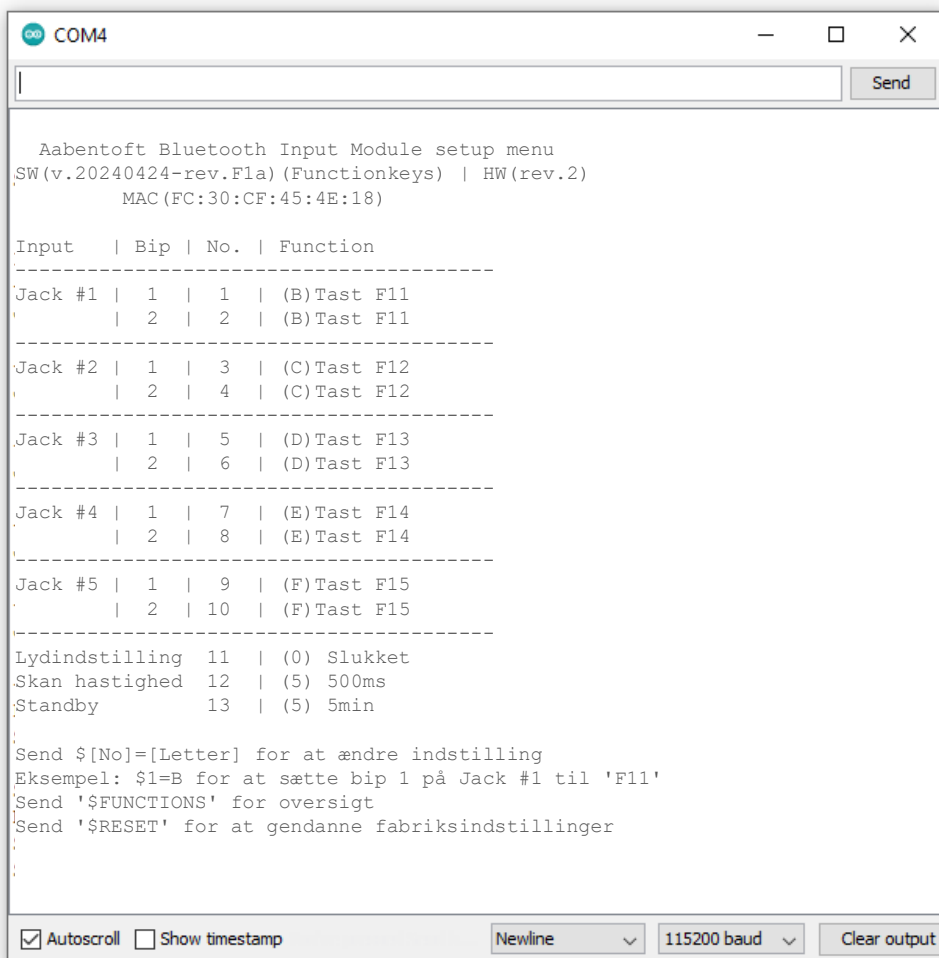 COM4
Send
Aabentoft Bluetooth Input Module setup menu
SW(v.20240424-rev.F1a)(Functionkeys) | HW(rev.2)
MAC(FC:30:CF:45:4E:18)
Input   | Bip | No. | Function
----------------------------------------
Jack #1 |  1  |  1  | (B)Tast F11
        |  2  |  2  | (B)Tast F11
----------------------------------------
Jack #2 |  1  |  3  | (C)Tast F12
        |  2  |  4  | (C)Tast F12
----------------------------------------
Jack #3 |  1  |  5  | (D)Tast F13
        |  2  |  6  | (D)Tast F13
----------------------------------------
Jack #4 |  1  |  7  | (E)Tast F14
        |  2  |  8  | (E)Tast F14
----------------------------------------
Jack #5 |  1  |  9  | (F)Tast F15
        |  2  | 10  | (F)Tast F15
----------------------------------------
Lydindstilling  11  | (0) Slukket
Skan hastighed  12  | (5) 500ms
Standby         13  | (5) 5min
Send $[No]=[Letter] for at ændre indstilling
Eksempel: $1=B for at sætte bip 1 på Jack #1 til 'F11'
Send '$FUNCTIONS' for oversigt
Send '$RESET' for at gendanne fabriksindstillinger
Autoscroll Show timestamp Newline 115200 baud Clear output